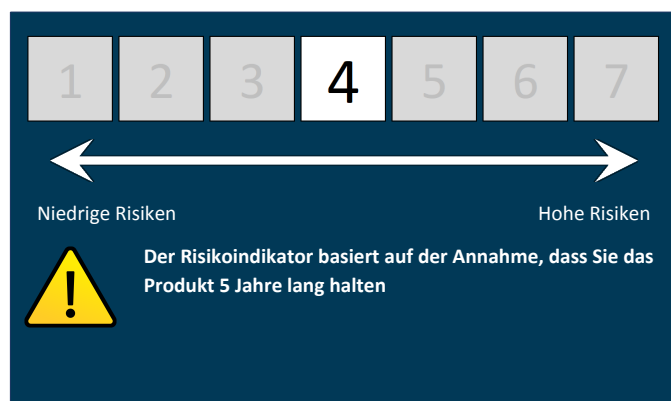 1 2 3 4 5 6 7
Niedrige Risiken Hohe Risiken
Der Risikoindikator basiert auf der Annahme, dass Sie das
Produkt 5 Jahre lang halten